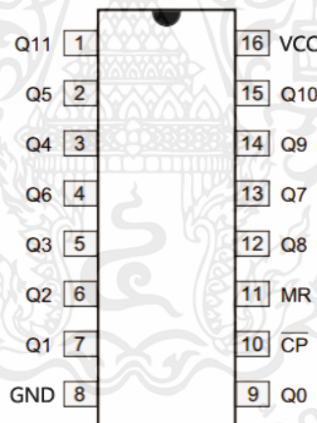 Q11 1 16 VCC
Q5 2 15 Q10
Q4 3 14 Q9
Q6 4 13 Q7
Q3 5 12 Q8
Q2 6 11 MR
Q1 7 10 C̅P̅
GND 8 9 Q0